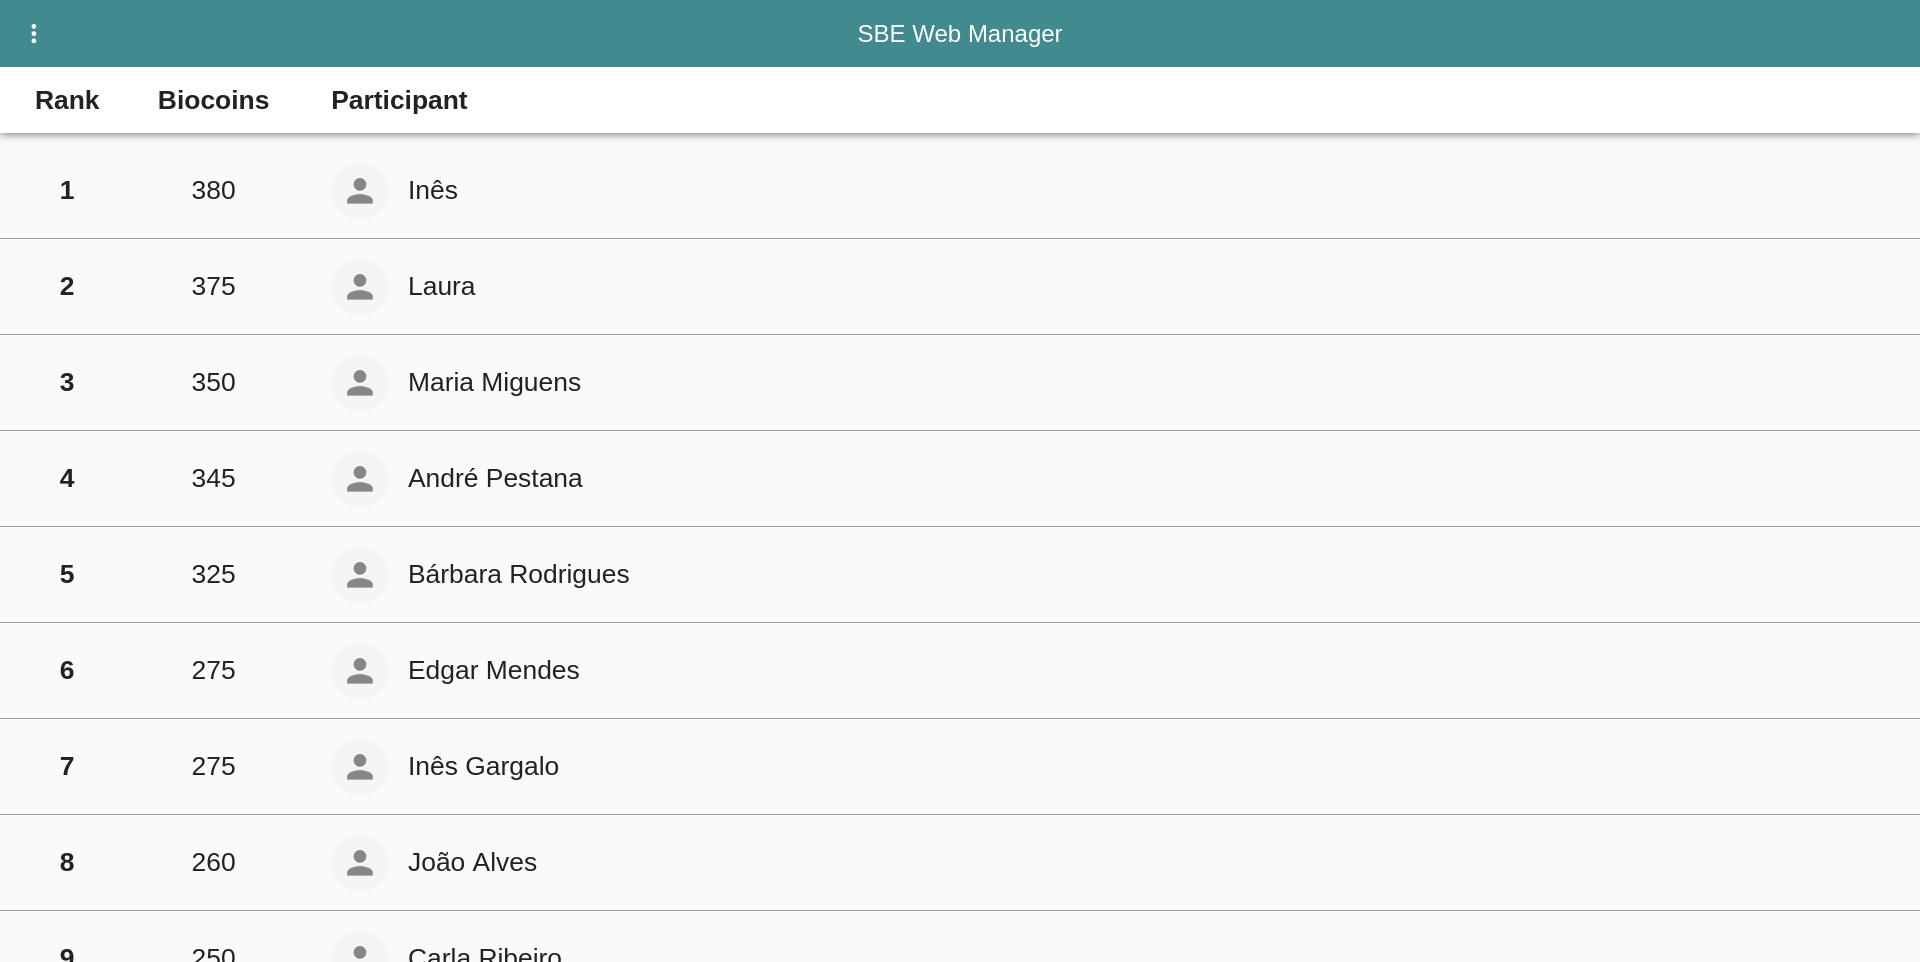 SBE Web Manager
Rank Biocoins Participant
1 380 Inês
2 375 Laura
3 350 Maria Miguens
4 345 André Pestana
5 325 Bárbara Rodrigues
6 275 Edgar Mendes
7 275 Inês Gargalo
8 260 João Alves
9 250 Carla Ribeiro